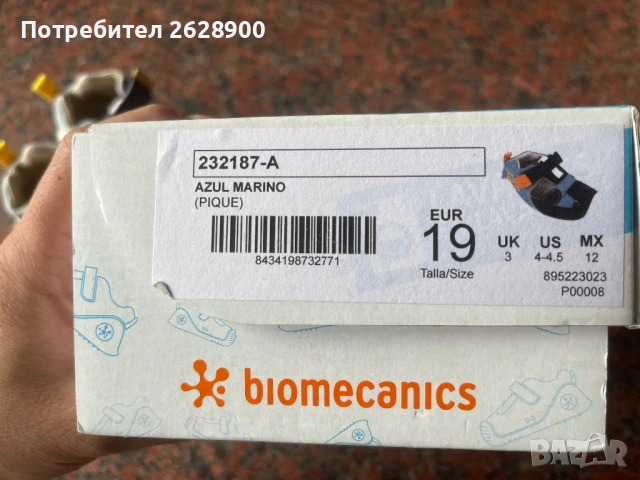 Потребител 2628900
232187-A
AZUL MARINO
(PIQUE)
8434198732771
EUR
19
Talla/Size
UK US MX
3 4-4.5 12
895223023
P00008
biomecanics
BAZAR